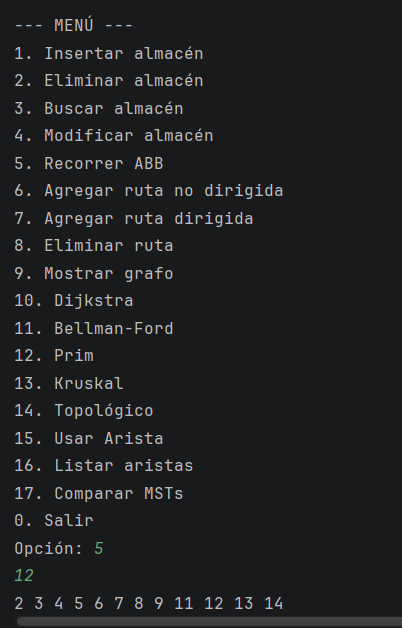 --- MENÚ ---
1. Insertar almacén
2. Eliminar almacén
3. Buscar almacén
4. Modificar almacén
5. Recorrer ABB
6. Agregar ruta no dirigida
7. Agregar ruta dirigida
8. Eliminar ruta
9. Mostrar grafo
10. Dijkstra
11. Bellman-Ford
12. Prim
13. Kruskal
14. Topológico
15. Usar Arista
16. Listar aristas
17. Comparar MSTs
0. Salir
Opción: 5
12
2 3 4 5 6 7 8 9 11 12 13 14